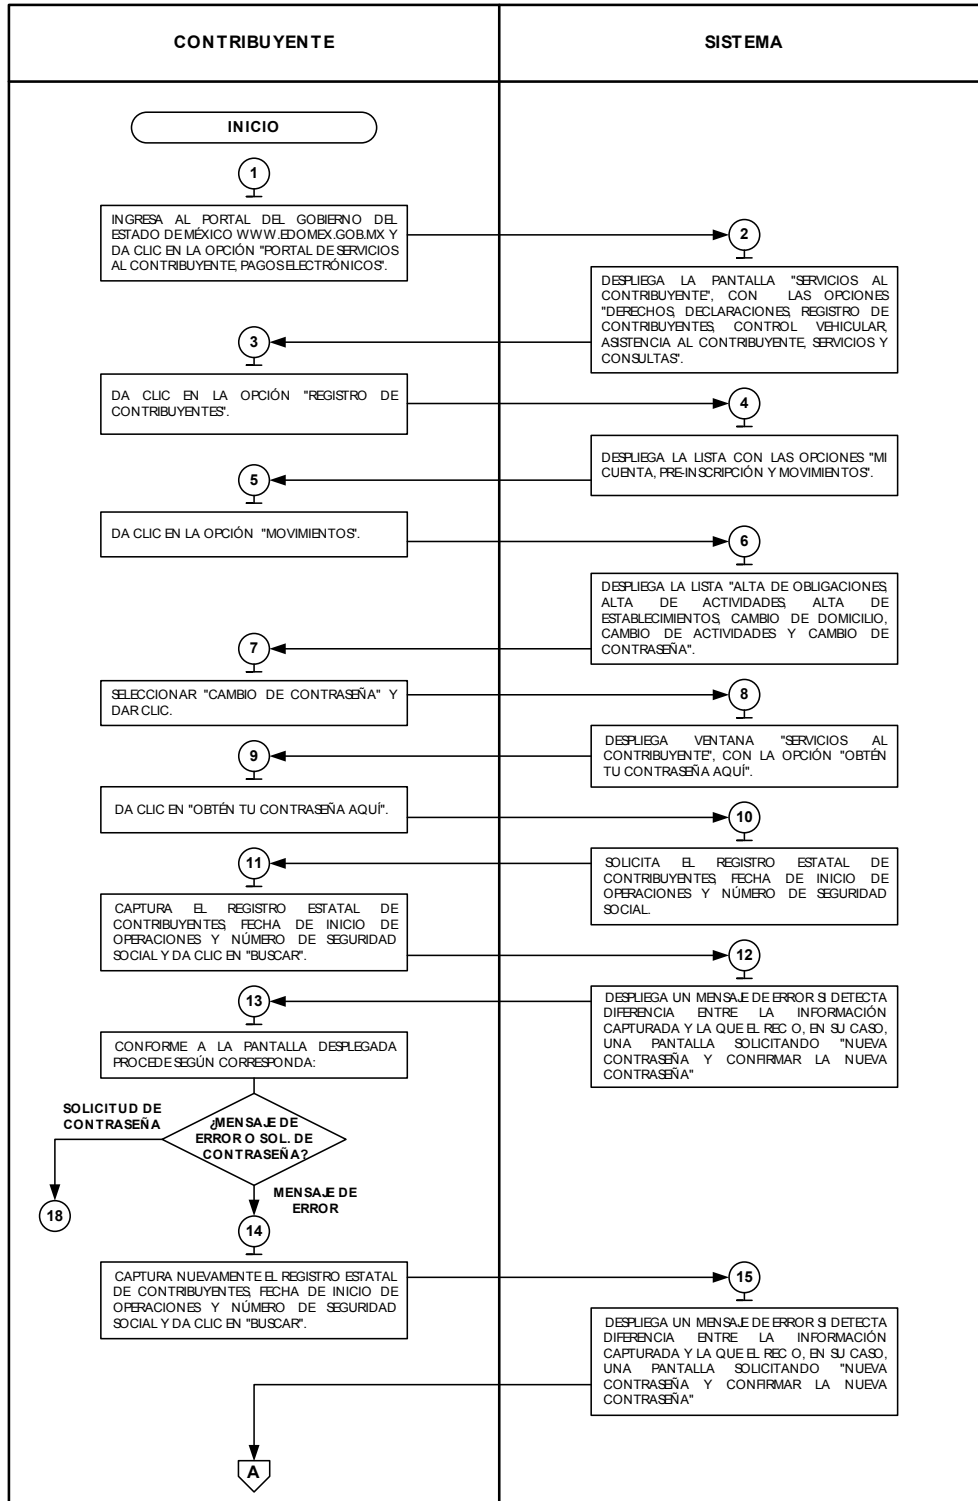 CONTRIBUYENTE
SISTEMA
INICIO
1
INGRESA AL PORTAL DEL GOBIERNO DEL
ESTADO DE MÉXICO WWW.EDOMEX.GOB.MX Y
DA CLIC EN LA OPCIÓN "PORTAL DE SERVICIOS
AL CONTRIBUYENTE, PAGOS ELECTRÓNICOS".
2
DESPLIEGA LA PANTALLA "SERVICIOS AL
CONTRIBUYENTE", CON LAS OPCIONES
"DERECHOS, DECLARACIONES, REGISTRO DE
CONTRIBUYENTES, CONTROL VEHICULAR,
ASISTENCIA AL CONTRIBUYENTE, SERVICIOS Y
CONSULTAS".
3
DA CLIC EN LA OPCIÓN "REGISTRO DE
CONTRIBUYENTES".
4
DESPLIEGA LA LISTA CON LAS OPCIONES "MI
CUENTA, PRE-INSCRIPCIÓN Y MOVIMIENTOS".
5
DA CLIC EN LA OPCIÓN "MOVIMIENTOS".
6
DESPLIEGA LA LISTA "ALTA DE OBLIGACIONES,
ALTA DE ACTIVIDADES, ALTA DE
ESTABLECIMIENTOS, CAMBIO DE DOMICILIO,
CAMBIO DE ACTIVIDADES Y CAMBIO DE
CONTRASEÑA".
7
SELECCIONAR "CAMBIO DE CONTRASEÑA" Y
DAR CLIC.
8
DESPLIEGA VENTANA "SERVICIOS AL
CONTRIBUYENTE", CON LA OPCIÓN "OBTÉN
TU CONTRASEÑA AQUÍ".
9
DA CLIC EN "OBTÉN TU CONTRASEÑA AQUÍ".
10
SOLICITA EL REGISTRO ESTATAL DE
CONTRIBUYENTES, FECHA DE INICIO DE
OPERACIONES Y NÚMERO DE SEGURIDAD
SOCIAL.
11
CAPTURA EL REGISTRO ESTATAL DE
CONTRIBUYENTES, FECHA DE INICIO DE
OPERACIONES Y NÚMERO DE SEGURIDAD
SOCIAL Y DA CLIC EN "BUSCAR".
12
DESPLIEGA UN MENSAJE DE ERROR SI DETECTA
DIFERENCIA ENTRE LA INFORMACIÓN
CAPTURADA Y LA QUE EL REC O, EN SU CASO,
UNA PANTALLA SOLICITANDO "NUEVA
CONTRASEÑA Y CONFIRMAR LA NUEVA
CONTRASEÑA"
13
CONFORME A LA PANTALLA DESPLEGADA
PROCEDE SEGÚN CORRESPONDA:
SOLICITUD DE
CONTRASEÑA
¿MENSAJE DE
ERROR O SOL. DE
CONTRASEÑA?
MENSAJE DE
ERROR
18
14
CAPTURA NUEVAMENTE EL REGISTRO ESTATAL
DE CONTRIBUYENTES, FECHA DE INICIO DE
OPERACIONES Y NÚMERO DE SEGURIDAD
SOCIAL Y DA CLIC EN "BUSCAR".
15
DESPLIEGA UN MENSAJE DE ERROR SI DETECTA
DIFERENCIA ENTRE LA INFORMACIÓN
CAPTURADA Y LA QUE EL REC O, EN SU CASO,
UNA PANTALLA SOLICITANDO "NUEVA
CONTRASEÑA Y CONFIRMAR LA NUEVA
CONTRASEÑA"
A